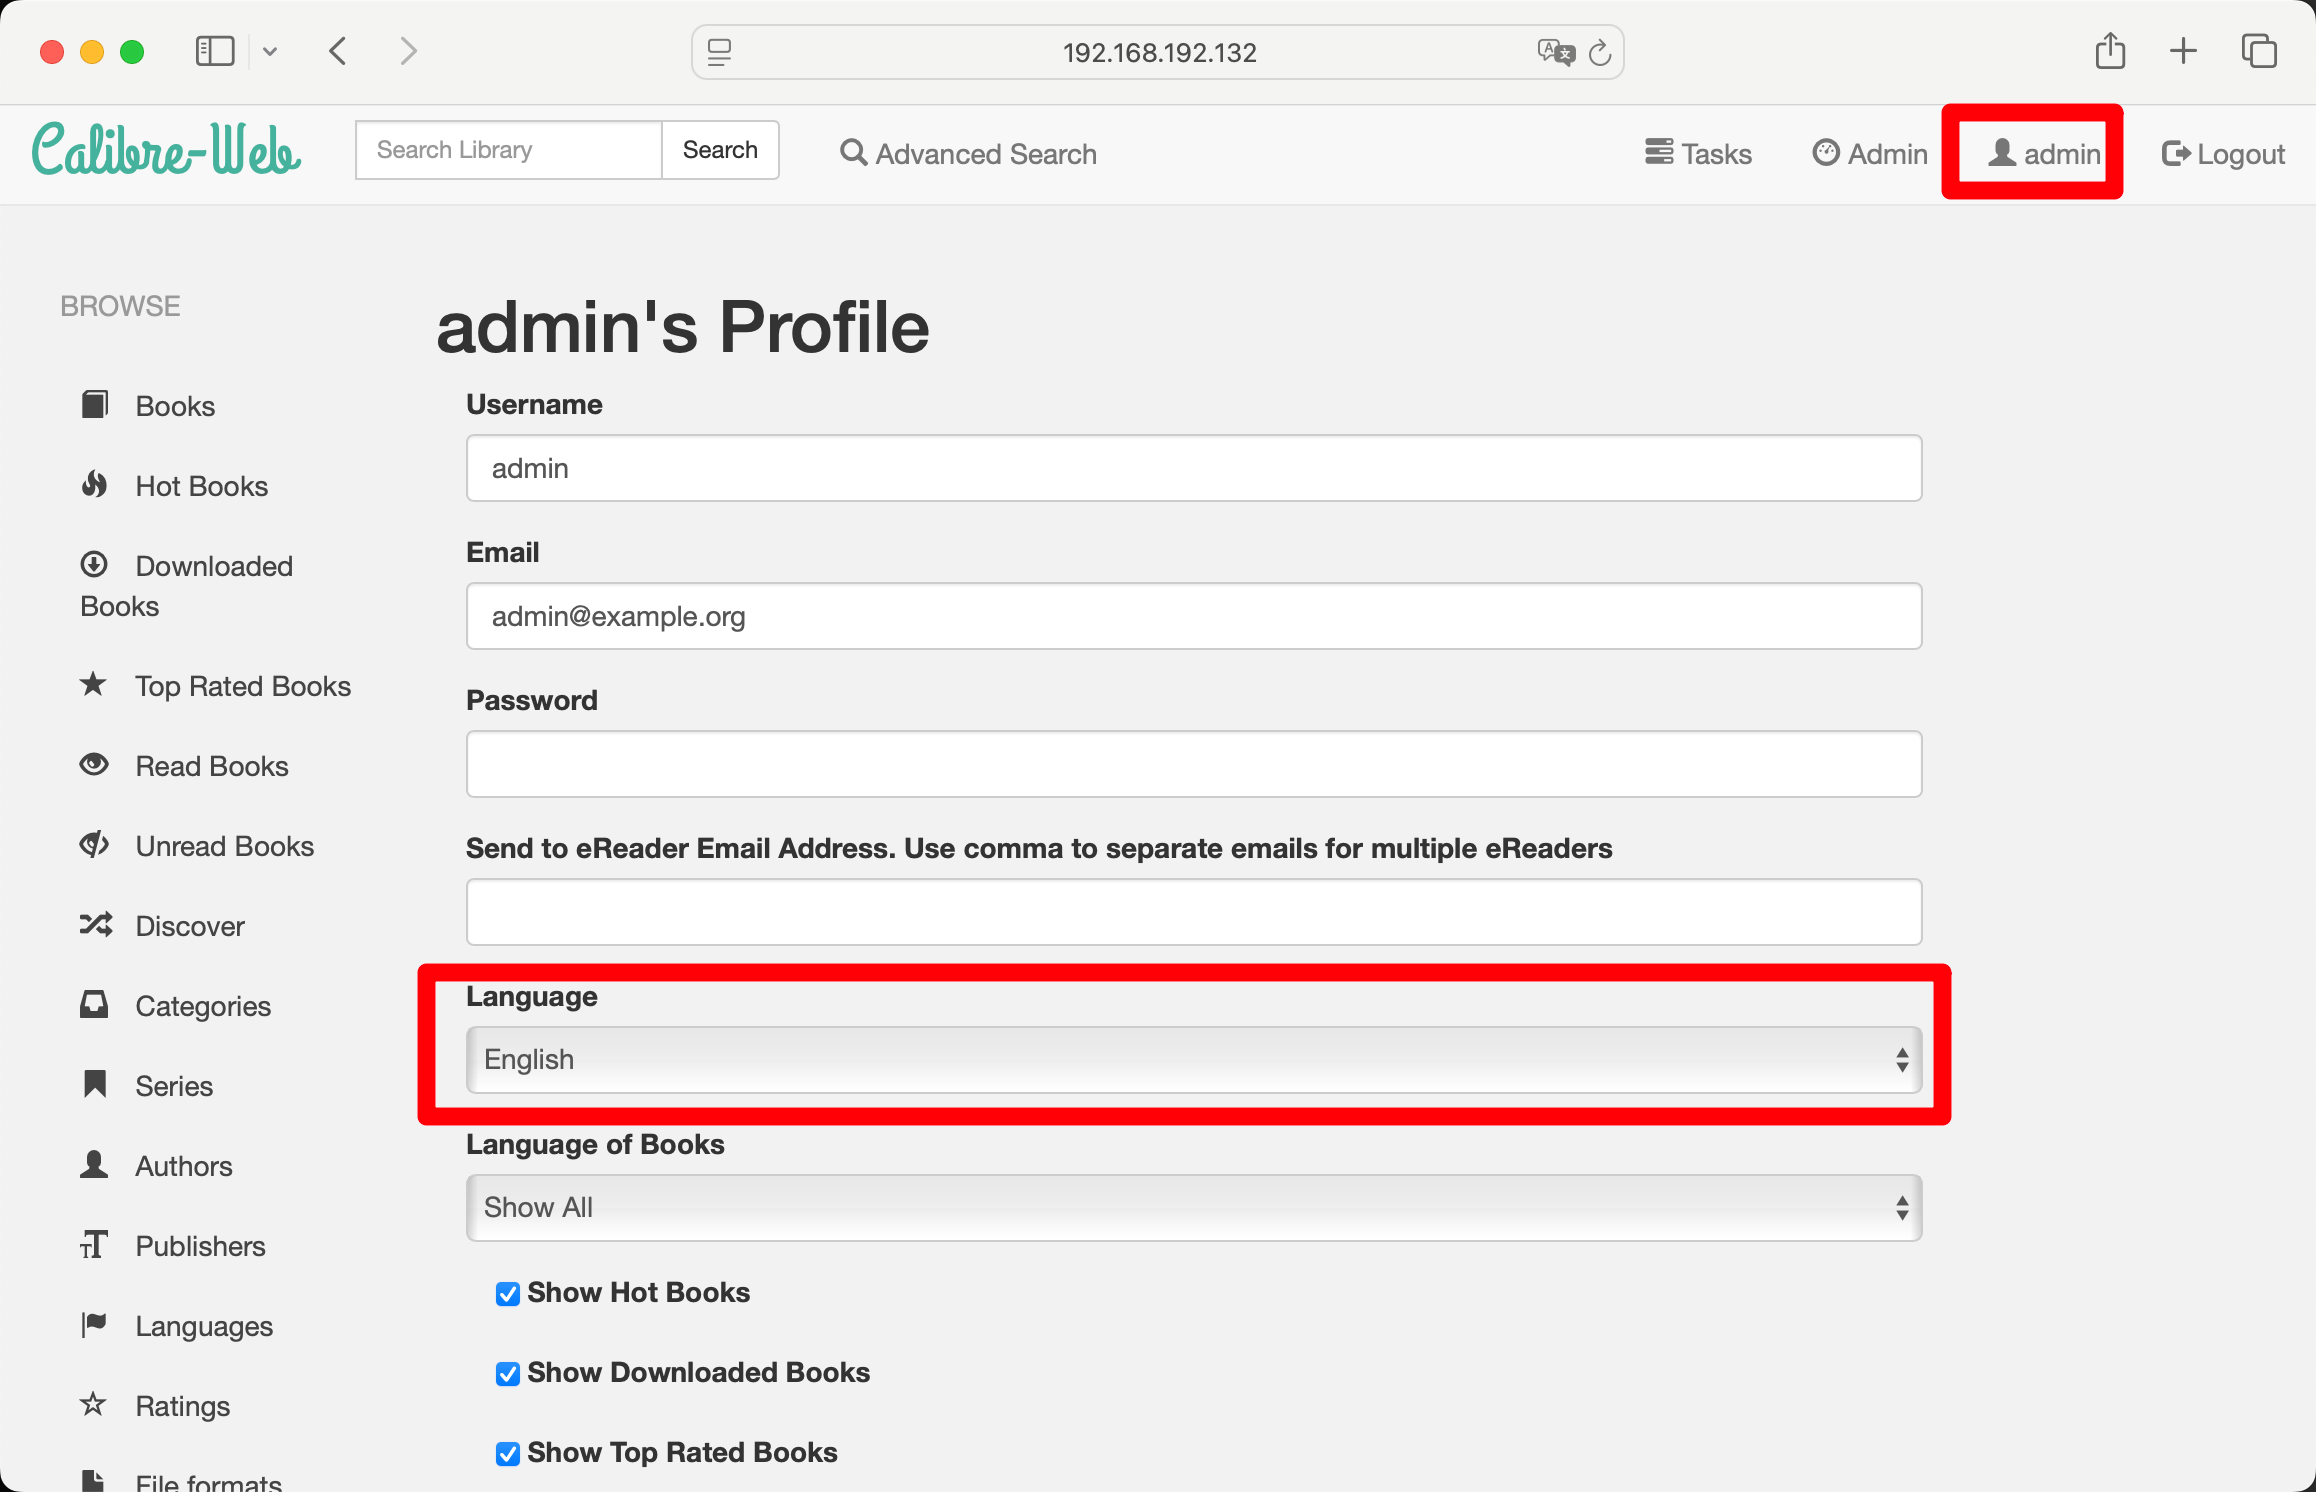 192.168.192.132
Calibre-Web
Search Library
Search
Advanced Search
Tasks
Admin
admin
Logout
BROWSE
Books
Hot Books
Downloaded
Books
Top Rated Books
Read Books
Unread Books
Discover
Categories
Series
Authors
Publishers
Languages
Ratings
File formats
admin's Profile
Username
admin
Email
admin@example.org
Password
Send to eReader Email Address. Use comma to separate emails for multiple eReaders
Language
English
Language of Books
Show All
Show Hot Books
Show Downloaded Books
Show Top Rated Books